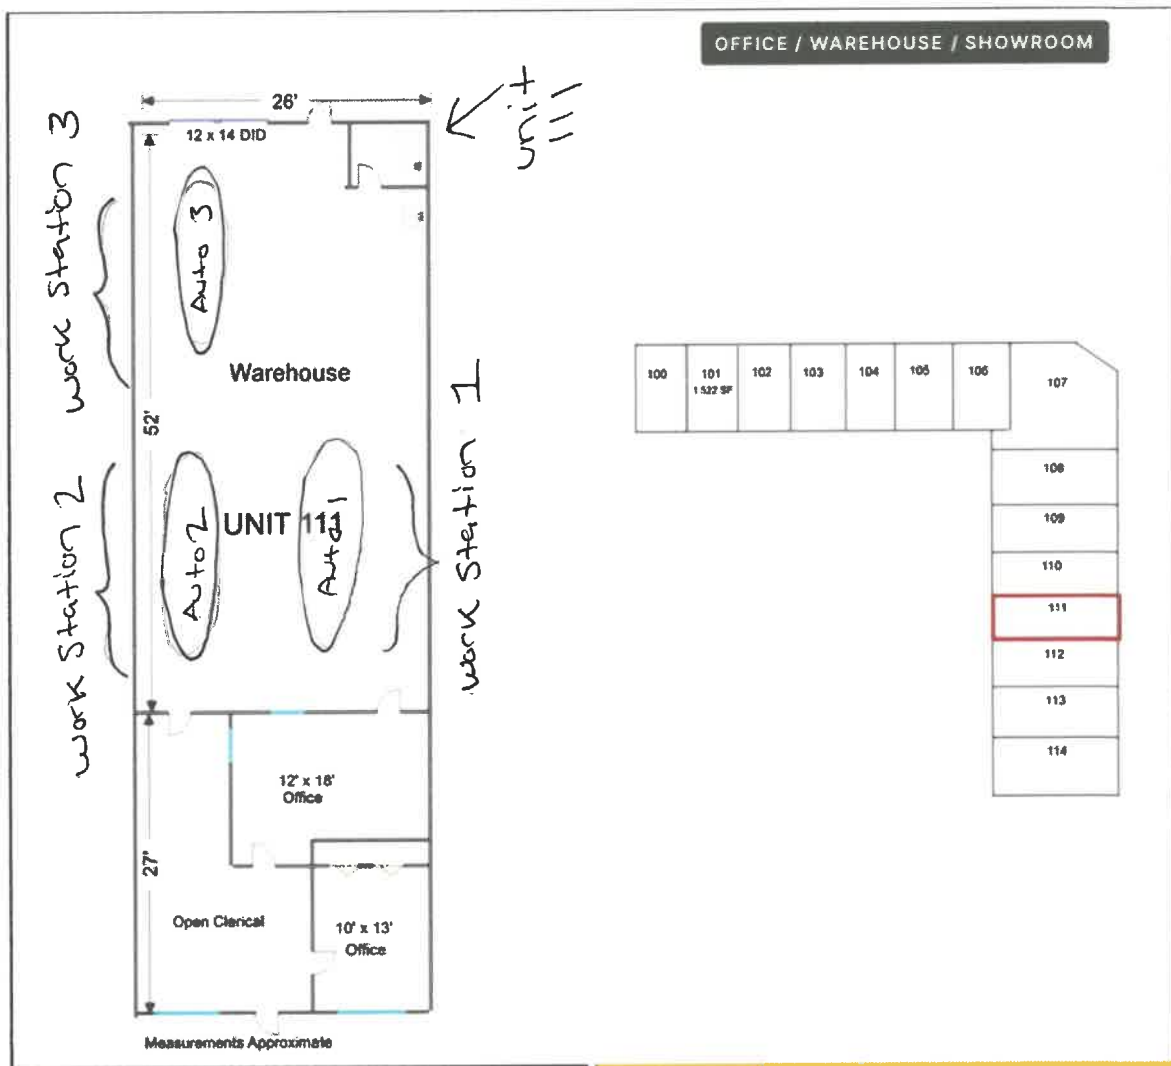 OFFICE / WAREHOUSE / SHOWROOM
26'
unit
111
12 x 14 DID
work Station 3
Auto 3
Warehouse
52'
work Station 1
work Station 2
Auto 2
UNIT 111
Auto 1
12' x 18'
Office
27'
Open Clerical
10' x 13'
Office
Measurements Approximate
100
101
1 522 SF
102
103
104
105
106
107
108
109
110
111
112
113
114